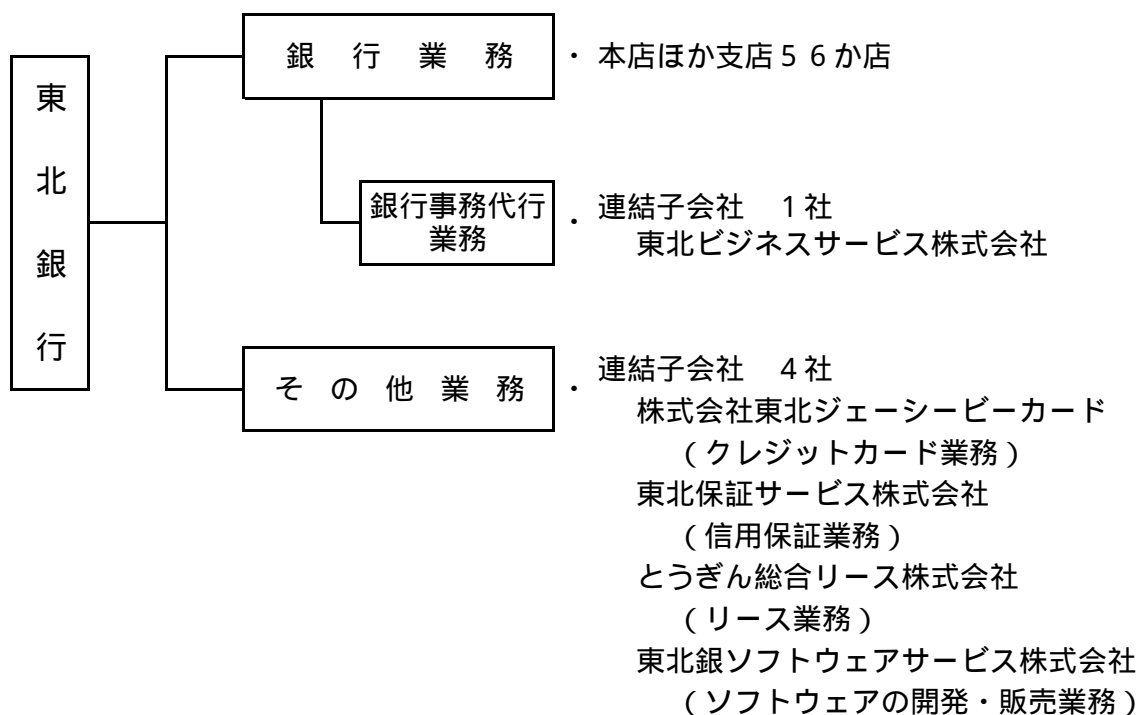 東北銀行
銀行業務
・本店ほか支店５６か店
銀行事務代行
業務
・連結子会社　１社
東北ビジネスサービス株式会社
その他業務
・連結子会社　４社
株式会社東北ジェーシービーカード
（クレジットカード業務）
東北保証サービス株式会社
（信用保証業務）
とうぎん総合リース株式会社
（リース業務）
東北銀ソフトウェアサービス株式会社
（ソフトウェアの開発・販売業務）